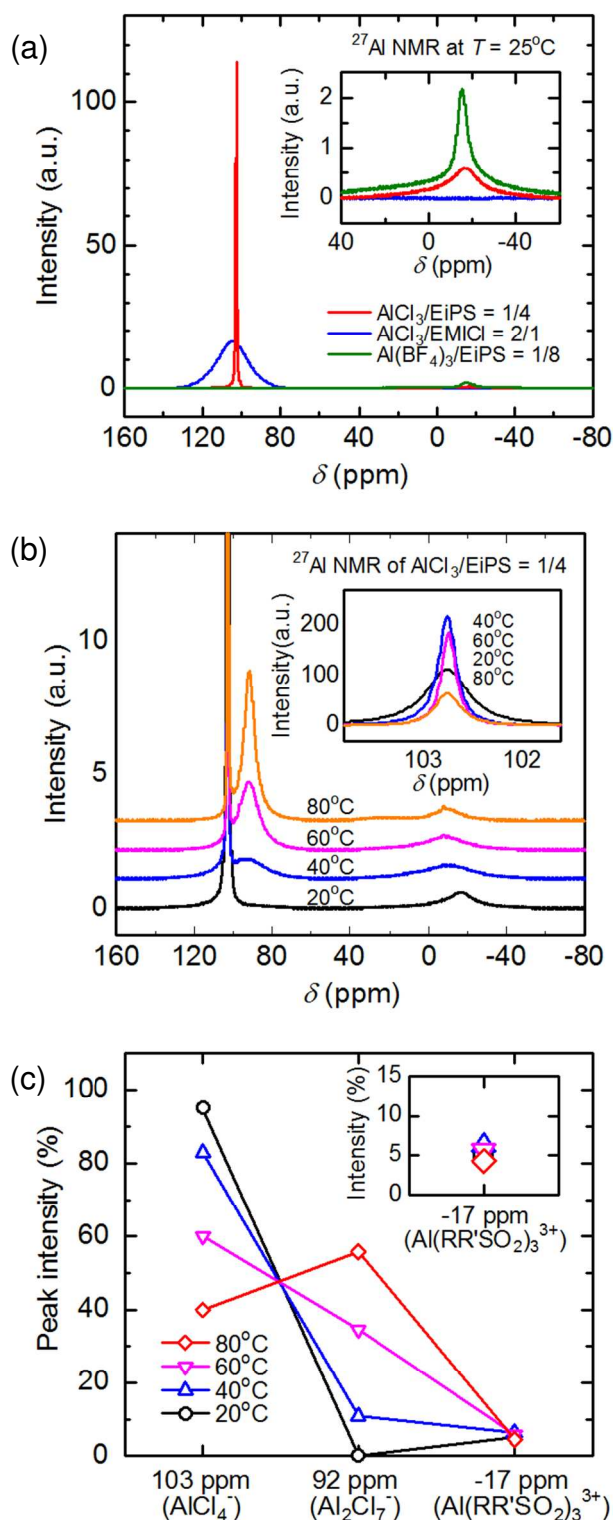 (a)
²⁷Al NMR at T = 25°C
Intensity (a.u.)
100
50
0
Intensity (a.u.)
2
1
0
40 0 -40
δ (ppm)
AlCl₃/EiPS = 1/4
AlCl₃/EMICl = 2/1
Al(BF₄)₃/EiPS = 1/8
160 120 80 40 0 -40 -80
δ (ppm)
(b)
²⁷Al NMR of AlCl₃/EiPS = 1/4
Intensity (a.u.)
10
5
0
Intensity(a.u.)
200
100
0
40°C
60°C
20°C
80°C
103 102
δ (ppm)
80°C
60°C
40°C
20°C
160 120 80 40 0 -40 -80
δ (ppm)
(c)
Peak intensity (%)
100
80
60
40
20
0
Intensity (%)
15
10
5
0
-17 ppm
(Al(RR'SO₂)₃³⁺)
80°C
60°C
40°C
20°C
103 ppm 92 ppm -17 ppm
(AlCl₄⁻) (Al₂Cl₇⁻) (Al(RR'SO₂)₃³⁺)